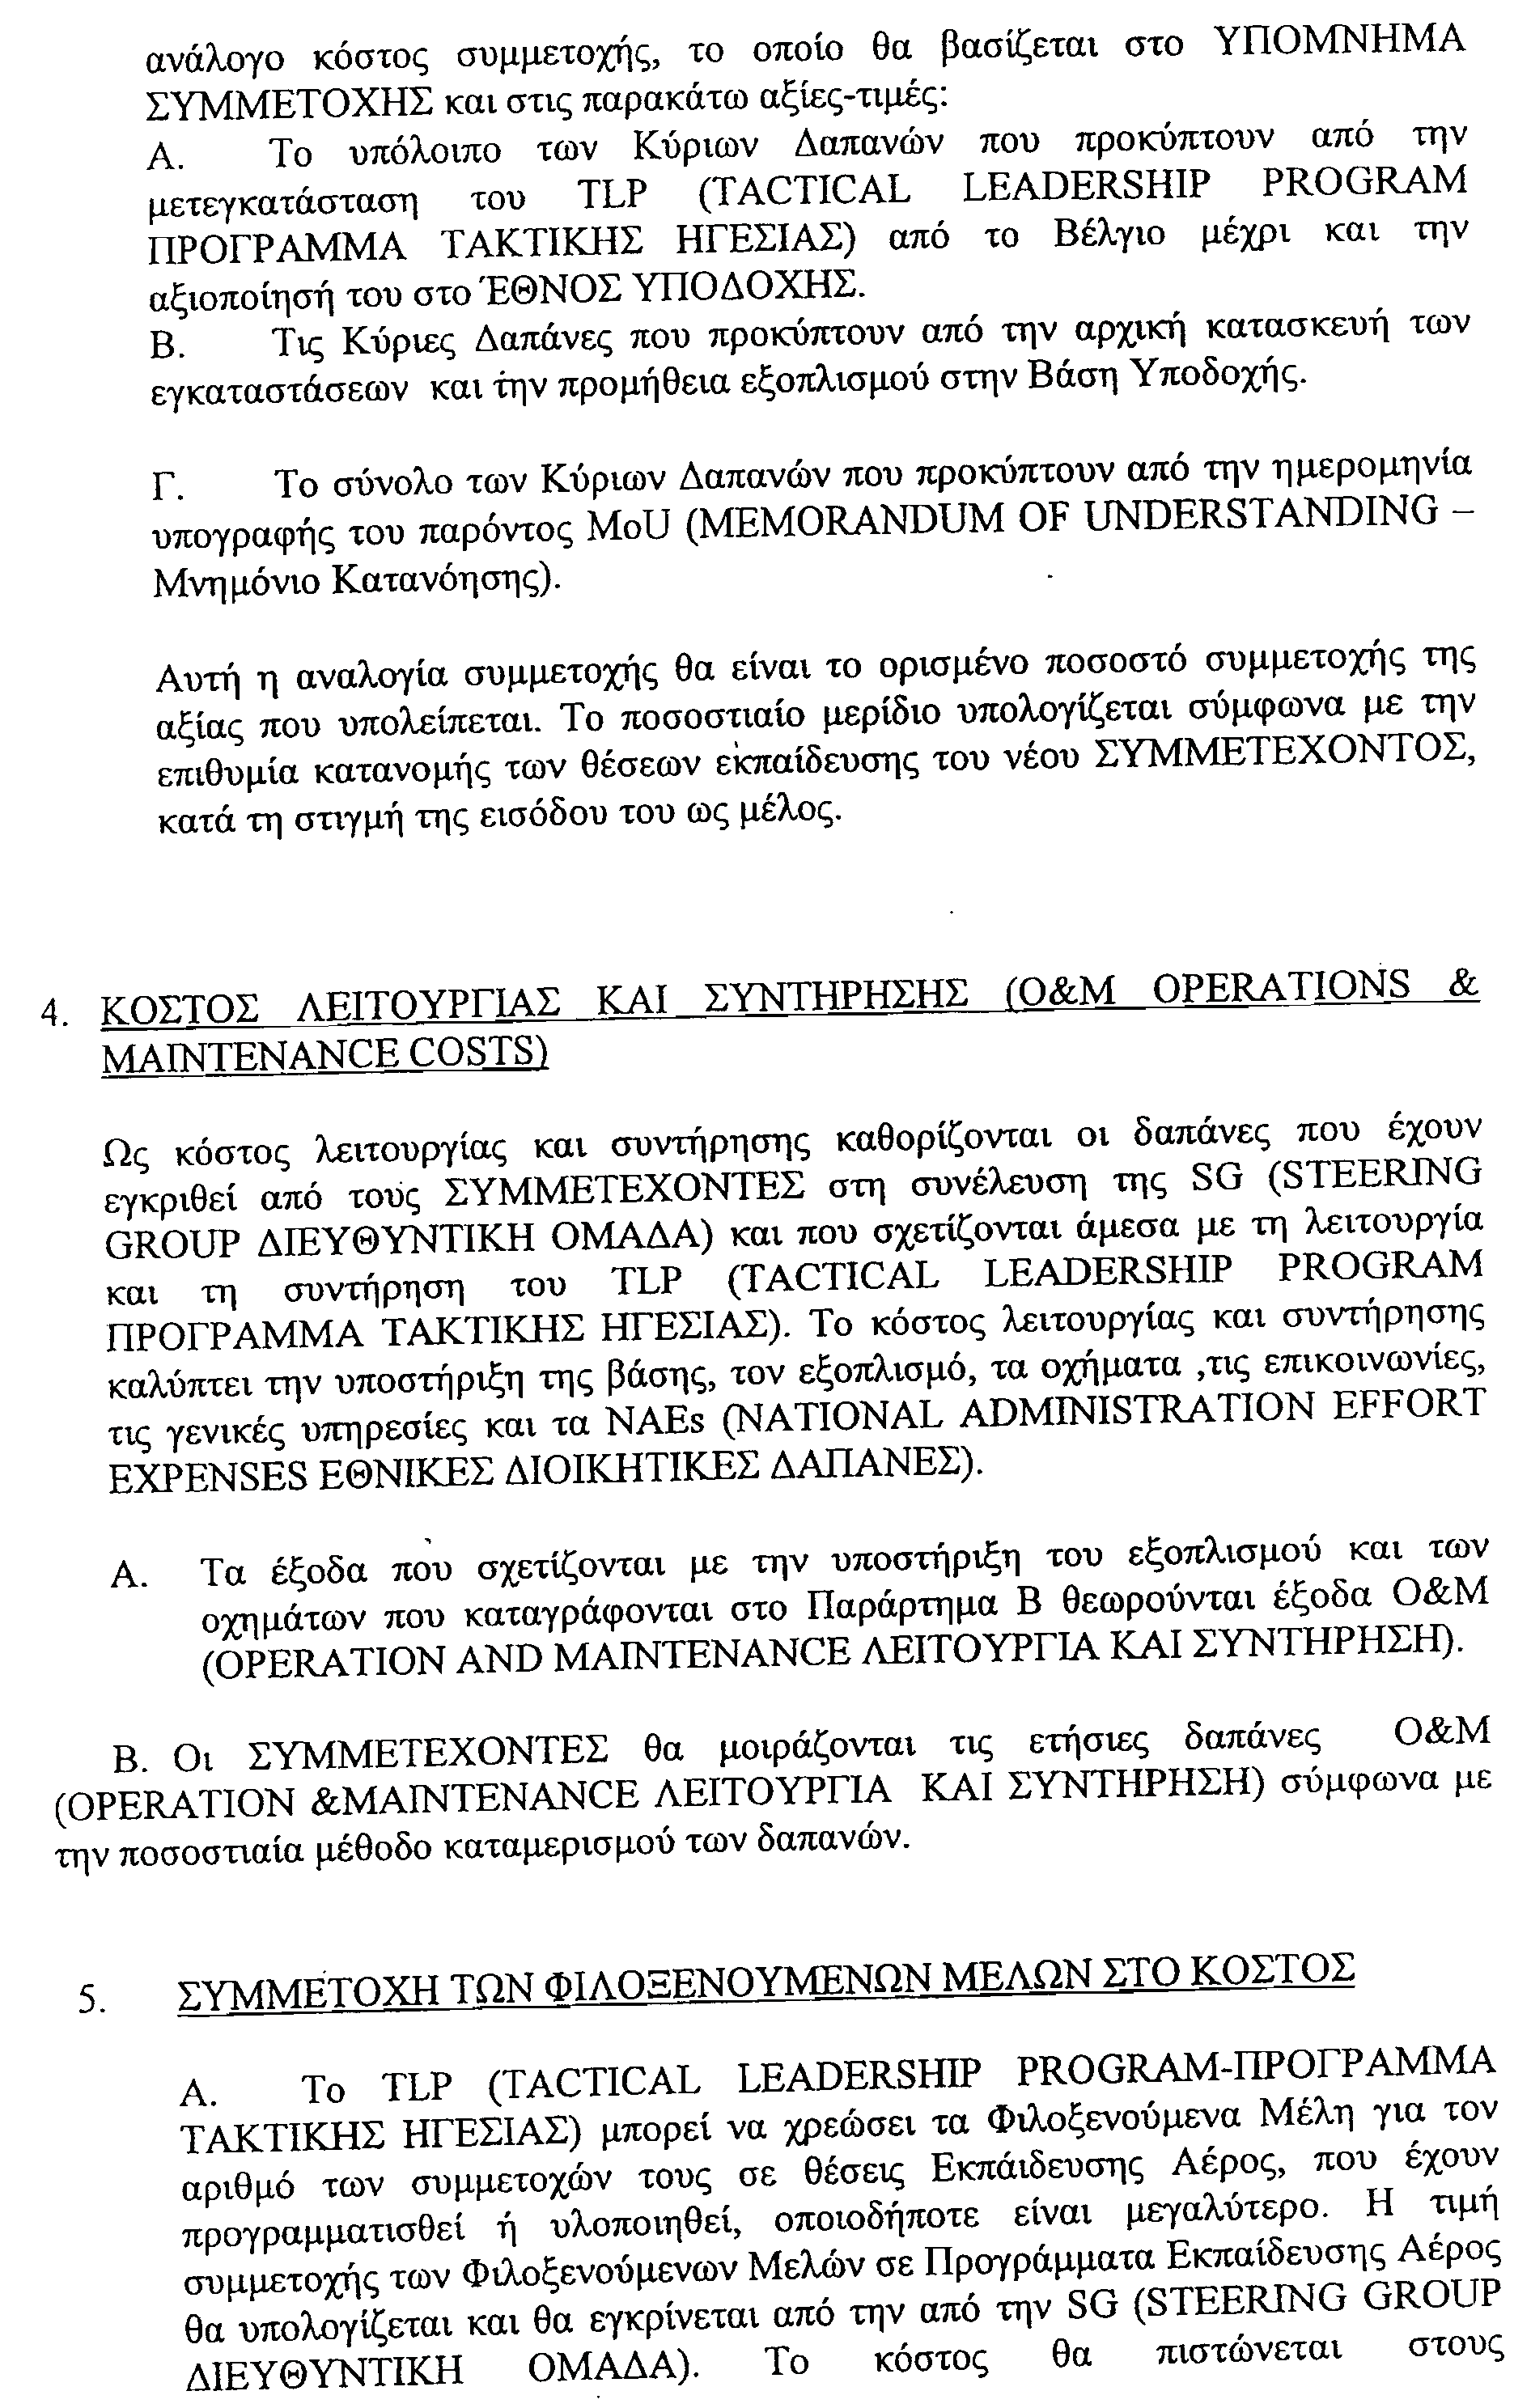 ανάλογο κόστος συμμετοχής, το οποίο θα βασίζεται στο ΥΠΟΜΝΗΜΑ
ΣΥΜΜΕΤΟΧΗΣ και στις παρακάτω αξίες-τιμές:
Α. Το υπόλοιπο των Κύριων Δαπανών που προκύπτουν από την
μετεγκατάσταση του TLP (TACTICAL LEADERSHIP PROGRAM
ΠΡΟΓΡΑΜΜΑ ΤΑΚΤΙΚΗΣ ΗΓΕΣΙΑΣ) από το Βέλγιο μέχρι και την
αξιοποίησή του στο ΈΘΝΟΣ ΥΠΟΔΟΧΗΣ.
Β. Τις Κύριες Δαπάνες που προκύπτουν από την αρχική κατασκευή των
εγκαταστάσεων και την προμήθεια εξοπλισμού στην Βάση Υποδοχής.
Γ. Το σύνολο των Κύριων Δαπανών που προκύπτουν από την ημερομηνία
υπογραφής του παρόντος MoU (MEMORANDUM OF UNDERSTANDING –
Μνημόνιο Κατανόησης).
Αυτή η αναλογία συμμετοχής θα είναι το ορισμένο ποσοστό συμμετοχής της
αξίας που υπολείπεται. Το ποσοστιαίο μερίδιο υπολογίζεται σύμφωνα με την
επιθυμία κατανομής των θέσεων εκπαίδευσης του νέου ΣΥΜΜΕΤΕΧΟΝΤΟΣ,
κατά τη στιγμή της εισόδου του ως μέλος.
4. ΚΟΣΤΟΣ ΛΕΙΤΟΥΡΓΙΑΣ ΚΑΙ ΣΥΝΤΗΡΗΣΗΣ (O&M OPERATIONS &
MAINTENANCE COSTS)
Ως κόστος λειτουργίας και συντήρησης καθορίζονται οι δαπάνες που έχουν
εγκριθεί από τους ΣΥΜΜΕΤΕΧΟΝΤΕΣ στη συνέλευση της SG (STEERING
GROUP ΔΙΕΥΘΥΝΤΙΚΗ ΟΜΑΔΑ) και που σχετίζονται άμεσα με τη λειτουργία
και τη συντήρηση του TLP (TACTICAL LEADERSHIP PROGRAM
ΠΡΟΓΡΑΜΜΑ ΤΑΚΤΙΚΗΣ ΗΓΕΣΙΑΣ). Το κόστος λειτουργίας και συντήρησης
καλύπτει την υποστήριξη της βάσης, τον εξοπλισμό, τα οχήματα ,τις επικοινωνίες,
τις γενικές υπηρεσίες και τα NAEs (NATIONAL ADMINISTRATION EFFORT
EXPENSES ΕΘΝΙΚΕΣ ΔΙΟΙΚΗΤΙΚΕΣ ΔΑΠΑΝΕΣ).
Α. Τα έξοδα που σχετίζονται με την υποστήριξη του εξοπλισμού και των
οχημάτων που καταγράφονται στο Παράρτημα Β θεωρούνται έξοδα O&M
(OPERATION AND MAINTENANCE ΛΕΙΤΟΥΡΓΙΑ ΚΑΙ ΣΥΝΤΗΡΗΣΗ).
Β. Οι ΣΥΜΜΕΤΕΧΟΝΤΕΣ θα μοιράζονται τις ετήσιες δαπάνες O&M
(OPERATION &MAINTENANCE ΛΕΙΤΟΥΡΓΙΑ ΚΑΙ ΣΥΝΤΗΡΗΣΗ) σύμφωνα με
την ποσοστιαία μέθοδο καταμερισμού των δαπανών.
5. ΣΥΜΜΕΤΟΧΗ ΤΩΝ ΦΙΛΟΞΕΝΟΥΜΕΝΩΝ ΜΕΛΩΝ ΣΤΟ ΚΟΣΤΟΣ
Α. Το TLP (TACTICAL LEADERSHIP PROGRAM-ΠΡΟΓΡΑΜΜΑ
ΤΑΚΤΙΚΗΣ ΗΓΕΣΙΑΣ) μπορεί να χρεώσει τα Φιλοξενούμενα Μέλη για τον
αριθμό των συμμετοχών τους σε θέσεις Εκπάιδευσης Αέρος, που έχουν
προγραμματισθεί ή υλοποιηθεί, οποιοδήποτε είναι μεγαλύτερο. Η τιμή
συμμετοχής των Φιλοξενούμενων Μελών σε Προγράμματα Εκπαίδευσης Αέρος
θα υπολογίζεται και θα εγκρίνεται από την από την SG (STEERING GROUP
ΔΙΕΥΘΥΝΤΙΚΗ ΟΜΑΔΑ). Το κόστος θα πιστώνεται στους